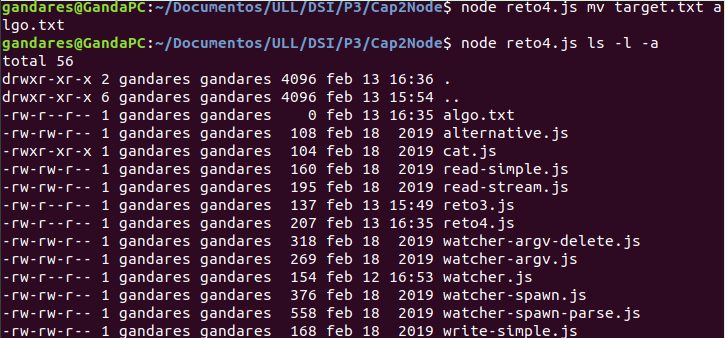 gandares@GandaPC:~/Documentos/ULL/DSI/P3/Cap2Node$ node reto4.js mv target.txt a
lgo.txt
gandares@GandaPC:~/Documentos/ULL/DSI/P3/Cap2Node$ node reto4.js ls -l -a
total 56
drwxr-xr-x 2 gandares gandares 4096 feb 13 16:36 .
drwxr-xr-x 6 gandares gandares 4096 feb 13 15:54 ..
-rw-r--r-- 1 gandares gandares    0 feb 13 16:35 algo.txt
-rw-rw-r-- 1 gandares gandares  108 feb 18  2019 alternative.js
-rwxr-xr-x 1 gandares gandares  104 feb 18  2019 cat.js
-rw-rw-r-- 1 gandares gandares  160 feb 18  2019 read-simple.js
-rw-rw-r-- 1 gandares gandares  195 feb 18  2019 read-stream.js
-rw-r--r-- 1 gandares gandares  137 feb 13 15:49 reto3.js
-rw-r--r-- 1 gandares gandares  207 feb 13 16:35 reto4.js
-rw-rw-r-- 1 gandares gandares  318 feb 18  2019 watcher-argv-delete.js
-rw-rw-r-- 1 gandares gandares  269 feb 18  2019 watcher-argv.js
-rw-r--r-- 1 gandares gandares  154 feb 12 16:53 watcher.js
-rw-rw-r-- 1 gandares gandares  376 feb 18  2019 watcher-spawn.js
-rw-rw-r-- 1 gandares gandares  558 feb 18  2019 watcher-spawn-parse.js
-rw-rw-r-- 1 gandares gandares  168 feb 18  2019 write-simple.js